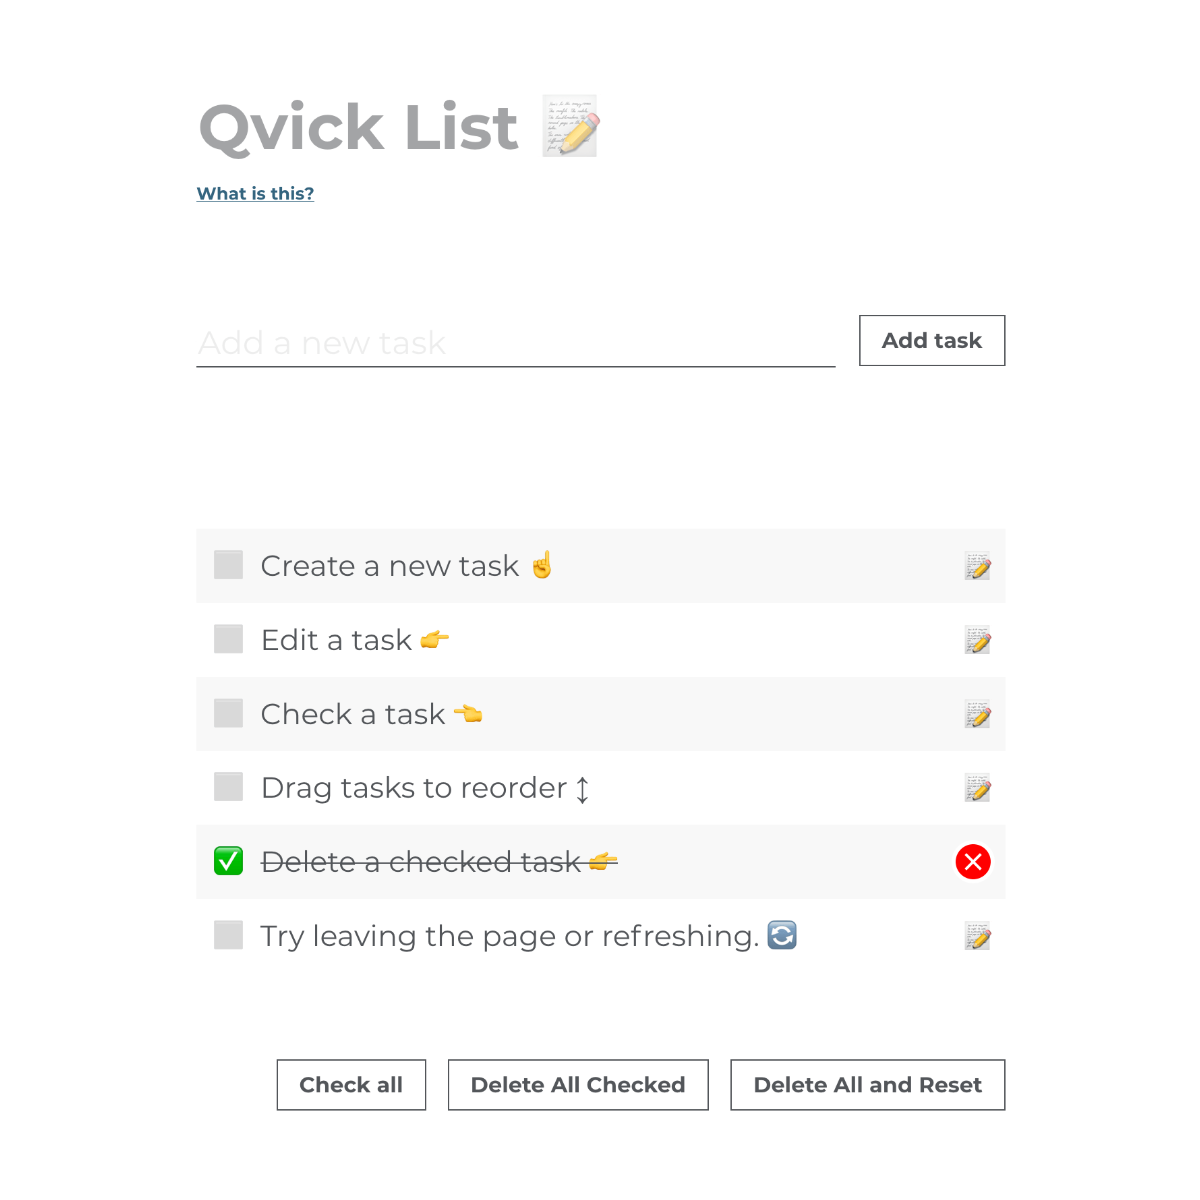 Qvick List 📝
What is this?
Add a new task
Add task
Create a new task ☝️
Edit a task 👉
Check a task 👈
Drag tasks to reorder ↕
Delete a checked task 👉
Try leaving the page or refreshing. 🔄
Check all
Delete All Checked
Delete All and Reset